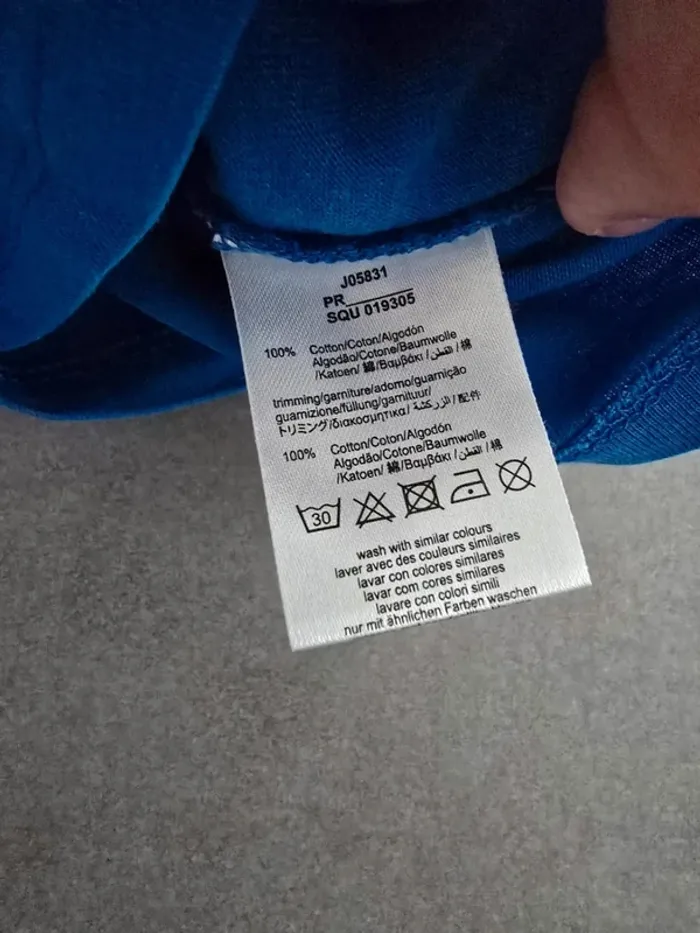 J05831
PR
SQU 019305
100% Cotton/Coton/Algodón
Algodão/Cotone/Baumwolle
/Katoen/ 綿 /Βαμβάκι / القطن / 棉
trimming/garniture/adorno/guarnição
guarnizione/füllung/garnituur/
トリミング/διακοσμητικα/ الزركشة / 配件
100% Cotton/Coton/Algodón
Algodão/Cotone/Baumwolle
/Katoen/ 綿 /Βαμβάκι / القطن / 棉
30
wash with similar colours
laver avec des couleurs similaires
lavar con colores similares
lavar com cores similares
lavare con colori simili
nur mit ähnlichen Farben waschen